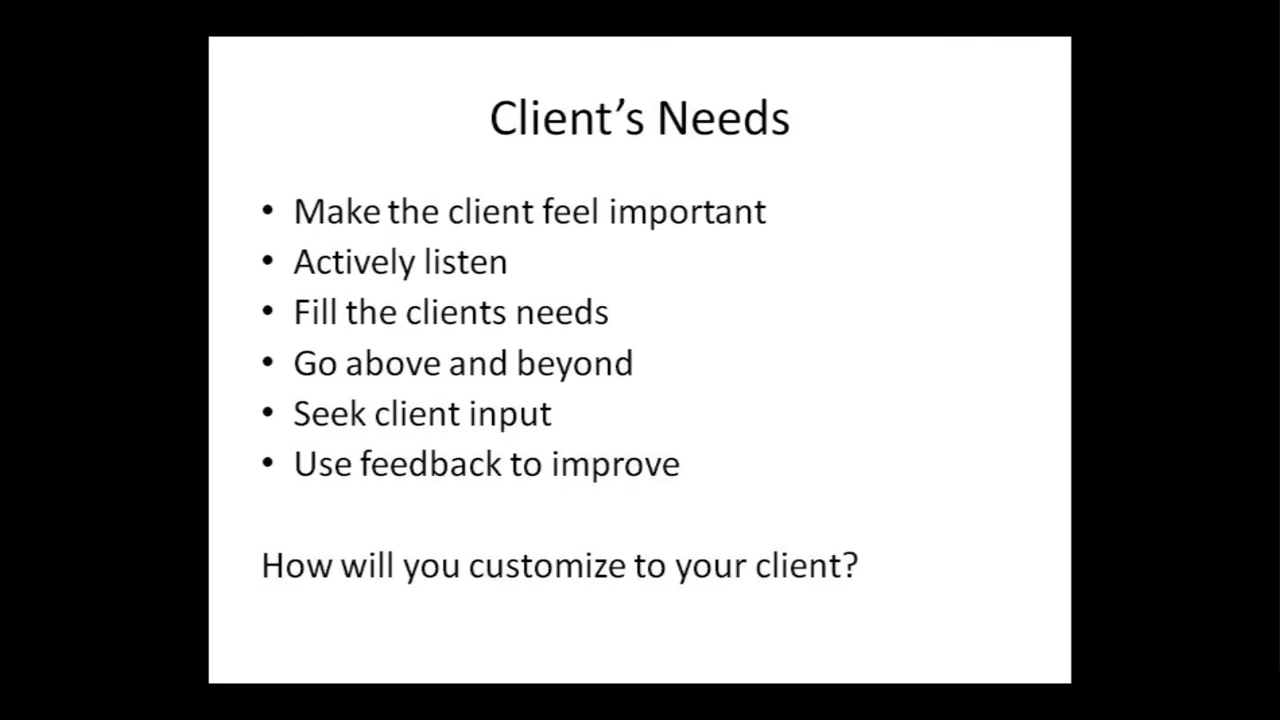 Client’s Needs
• Make the client feel important
• Actively listen
• Fill the clients needs
• Go above and beyond
• Seek client input
• Use feedback to improve
How will you customize to your client?